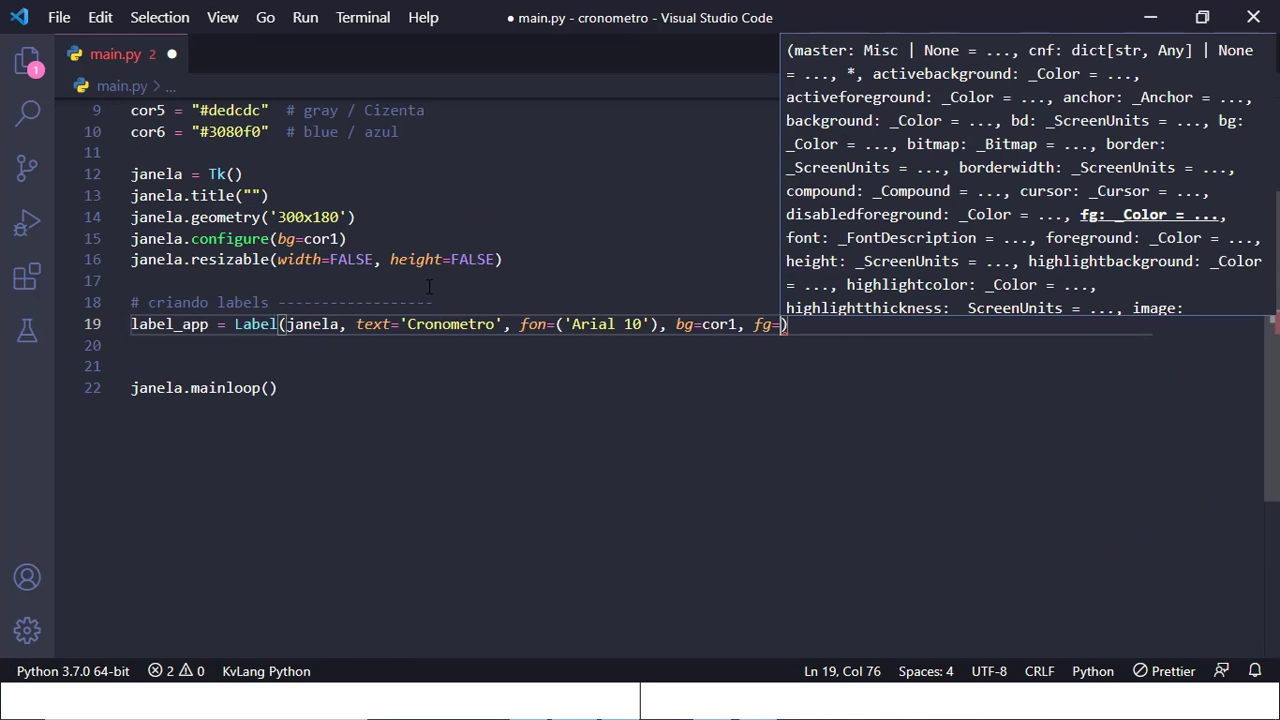 File Edit Selection View Go Run Terminal Help ● main.py - cronometro - Visual Studio Code
main.py 2 ●
main.py > ...
1
9 cor5 = "#dedcdc" # gray / Cizenta
10 cor6 = "#3080f0" # blue / azul
11
12 janela = Tk()
13 janela.title("")
14 janela.geometry('300x180')
15 janela.configure(bg=cor1)
16 janela.resizable(width=FALSE, height=FALSE)
17
18 # criando labels ------------------
19 label_app = Label(janela, text='Cronometro', fon=('Arial 10'), bg=cor1, fg=)
20
21
22 janela.mainloop()
(master: Misc | None = ..., cnf: dict[str, Any] | None
= ..., *, activebackground: _Color = ...,
activeforeground: _Color = ..., anchor: _Anchor = ...,
background: _Color = ..., bd: _ScreenUnits = ..., bg:
_Color = ..., bitmap: _Bitmap = ..., border:
_ScreenUnits = ..., borderwidth: _ScreenUnits = ...,
compound: _Compound = ..., cursor: _Cursor = ...,
disabledforeground: _Color = ..., fg: _Color = ...,
font: _FontDescription = ..., foreground: _Color = ...,
height: _ScreenUnits = ..., highlightbackground: _Color
= ..., highlightcolor: _Color = ...,
highlightthickness: _ScreenUnits = ..., image:
Python 3.7.0 64-bit 2 0 KvLang Python Ln 19, Col 76 Spaces: 4 UTF-8 CRLF Python Prettier